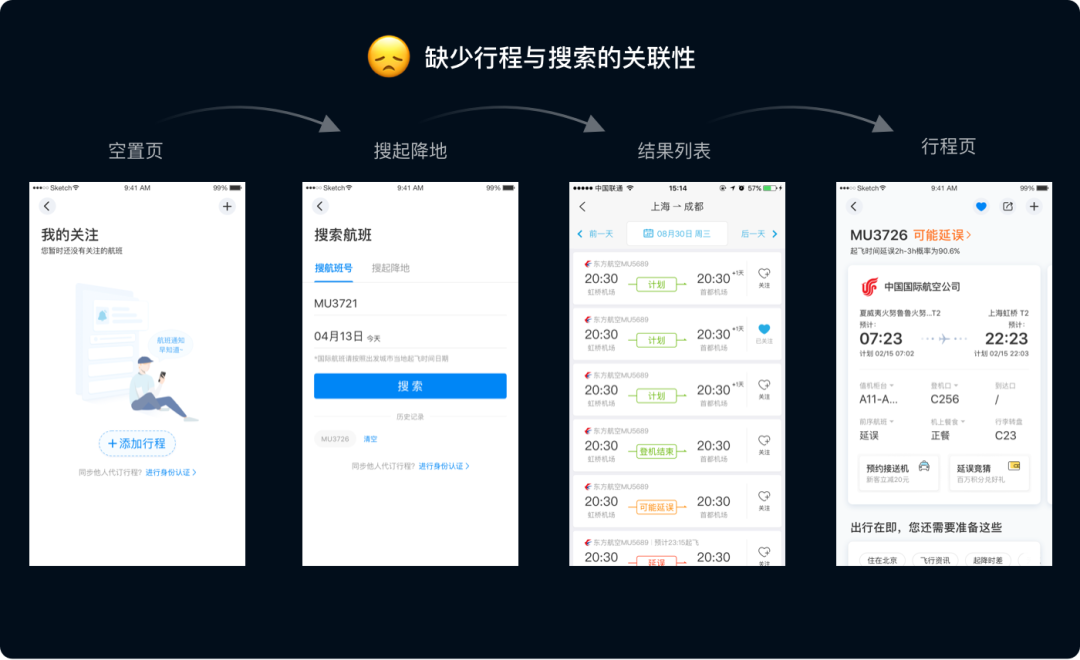 缺少行程与搜索的关联性
空置页
搜起降地
结果列表
行程页
Sketch 9:41 AM 99%
我的关注
您暂时还没有关注的航班
航班通知
早知道~
+添加行程
同步他人代订行程? 进行身份认证 >
Sketch 9:41 AM 99%
搜索航班
搜航班号 搜起降地
MU3721
04月13日 今天
*国际航班请按照出发城市当地起飞时间日期
搜 索
历史记录
MU3726 清空
同步他人代订行程? 进行身份认证 >
中国联通 15:14 57%
上海 → 成都
前一天 08月30日 周三 后一天
东方航空MU5689
20:30 计划 20:30 +1天
虹桥机场 首都机场 关注
东方航空MU5689
20:30 计划 20:30 +1天
虹桥机场 首都机场 已关注
东方航空MU5689
20:30 计划 20:30 +1天
虹桥机场 首都机场 关注
东方航空MU5689
20:30 登机结束 20:30
虹桥机场 首都机场 关注
东方航空MU5689
20:30 可能延误 20:30
虹桥机场 首都机场 关注
东方航空MU5689 | 预计23:15起飞
20:30 延误 20:30
关注
Sketch 9:41 AM 99%
MU3726 可能延误 >
起飞时间延误2h-3h概率为90.6%
中国国际航空公司
夏威夷火努鲁鲁火努...T2 上海虹桥 T2
预计: 预计:
07:23 22:23
计划 02/15 07:02 计划 02/15 22:03
值机柜台 登机口 到达口
A11-A... C256 /
前序航班 机上餐食 行李转盘
延误 正餐 C23
预约接送机 延误竞猜
新客立减20元 百万积分兑好礼
出行在即，您还需要准备这些
住在北京 飞行资讯 起降时差